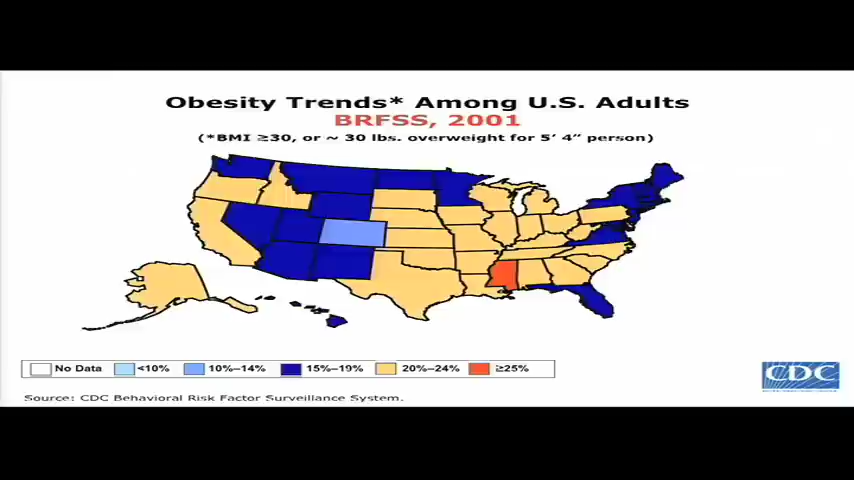 Obesity Trends* Among U.S. Adults
BRFSS, 2001
(*BMI ≥30, or ~ 30 lbs. overweight for 5’ 4” person)
No Data <10% 10%–14% 15%–19% 20%–24% ≥25%
CDC
Source: CDC Behavioral Risk Factor Surveillance System.